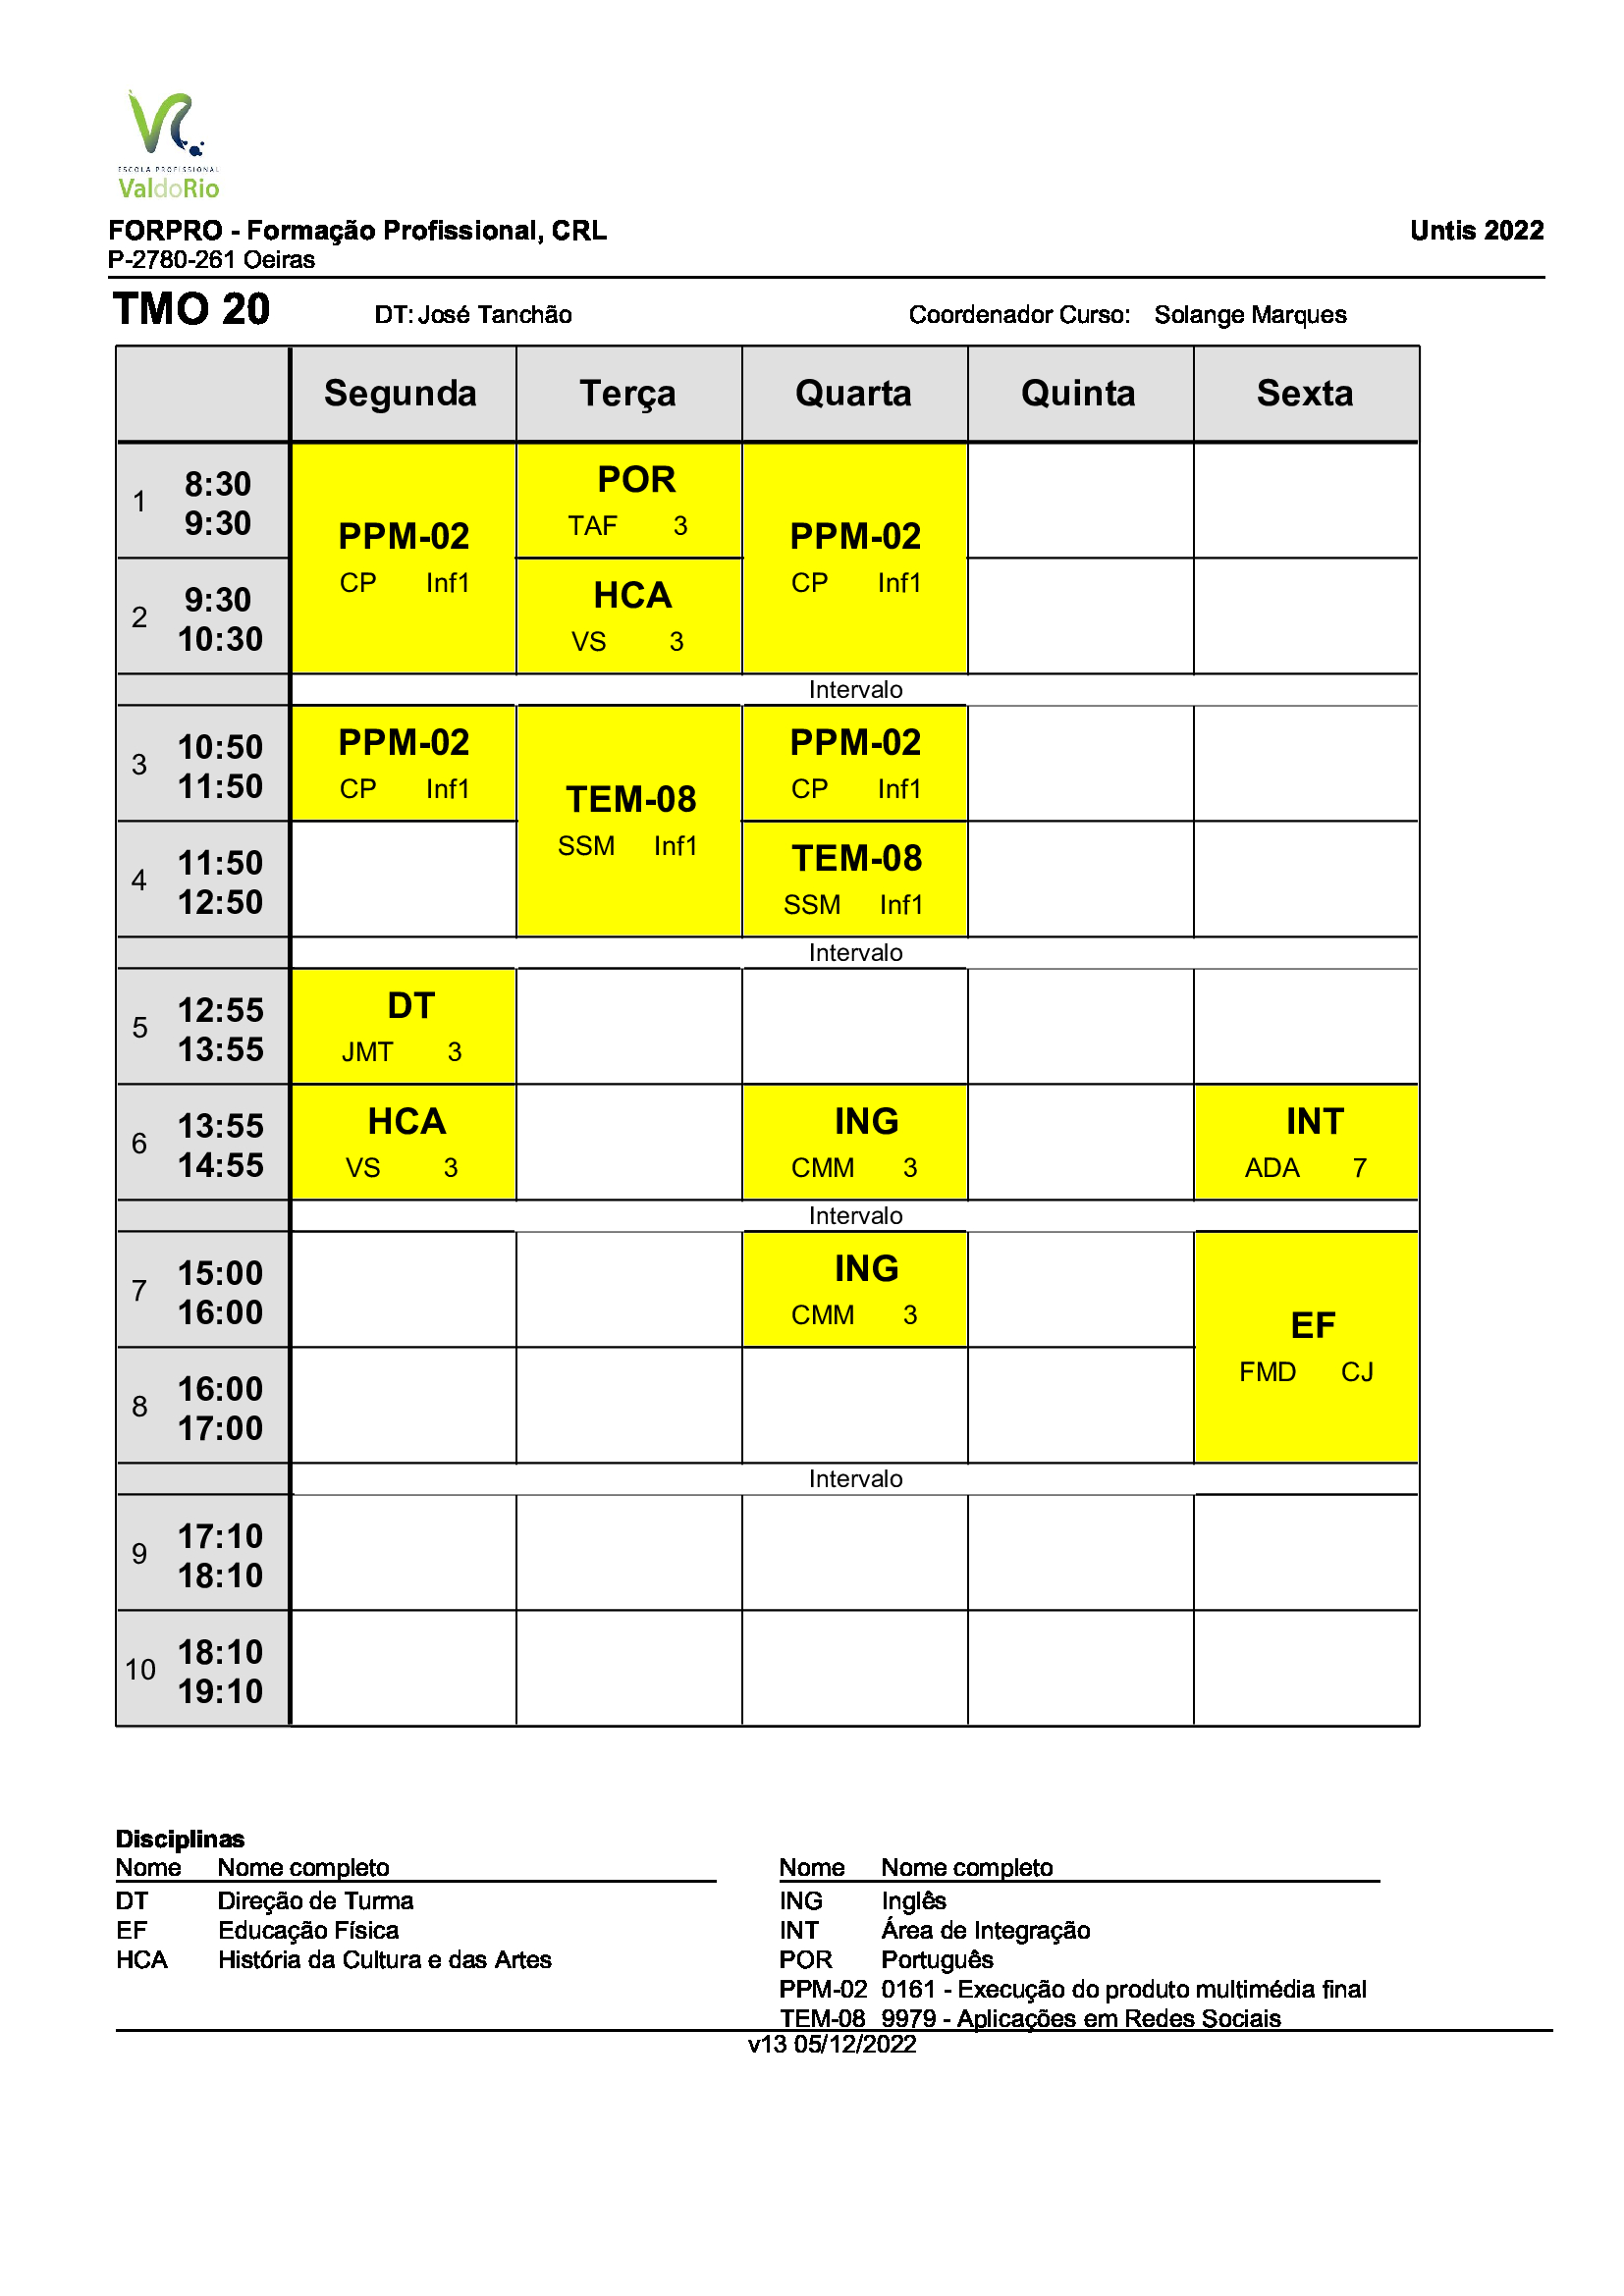 ESCOLA PROFISSIONAL
ValdoRio
FORPRO - Formação Profissional, CRL Untis 2022
P-2780-261 Oeiras
TMO 20 DT: José Tanchão Coordenador Curso: Solange Marques
Segunda Terça Quarta Quinta Sexta
1 8:30 9:30
PPM-02 CP Inf1
POR TAF 3
PPM-02 CP Inf1
2 9:30 10:30
HCA VS 3
Intervalo
3 10:50 11:50
PPM-02 CP Inf1
TEM-08 SSM Inf1
PPM-02 CP Inf1
4 11:50 12:50
TEM-08 SSM Inf1
Intervalo
5 12:55 13:55
DT JMT 3
6 13:55 14:55
HCA VS 3
ING CMM 3
INT ADA 7
Intervalo
7 15:00 16:00
ING CMM 3
EF FMD CJ
8 16:00 17:00
Intervalo
9 17:10 18:10
10 18:10 19:10
Disciplinas
Nome Nome completo
DT Direção de Turma
EF Educação Física
HCA História da Cultura e das Artes
Nome Nome completo
ING Inglês
INT Área de Integração
POR Português
PPM-02 0161 - Execução do produto multimédia final
TEM-08 9979 - Aplicações em Redes Sociais
v13 05/12/2022